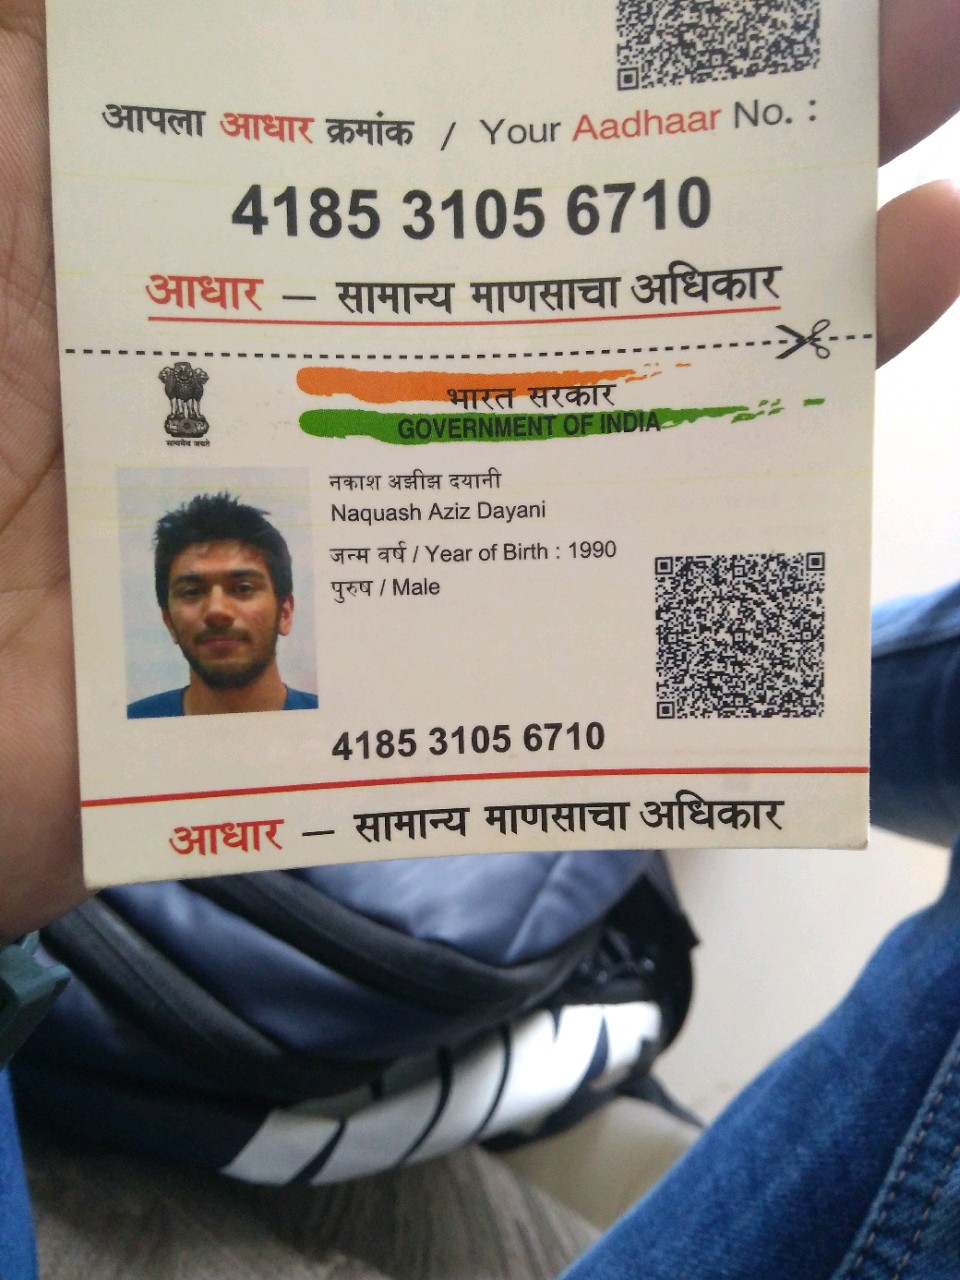 आपला आधार क्रमांक / Your Aadhaar No. :
4185 3105 6710
आधार — सामान्य माणसाचा अधिकार
सत्यमेव जयते
भारत सरकार
GOVERNMENT OF INDIA
नकाश अझीझ दयानी
Naquash Aziz Dayani
जन्म वर्ष / Year of Birth : 1990
पुरुष / Male
4185 3105 6710
आधार — सामान्य माणसाचा अधिकार